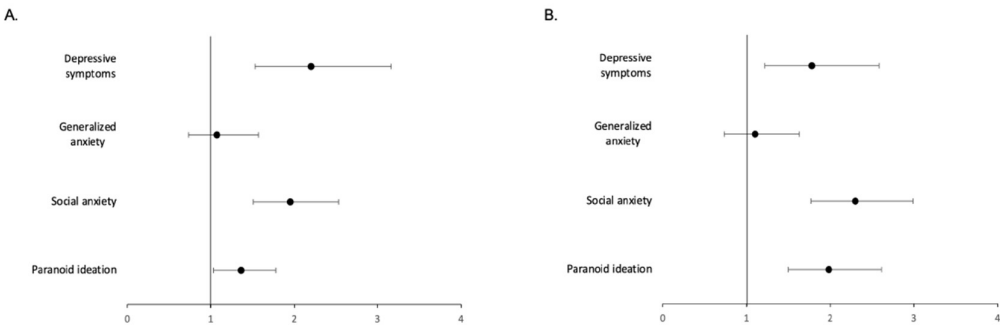 A.
Depressive
symptoms
Generalized
anxiety
Social anxiety
Paranoid ideation
0 1 2 3 4
B.
Depressive
symptoms
Generalized
anxiety
Social anxiety
Paranoid ideation
0 1 2 3 4